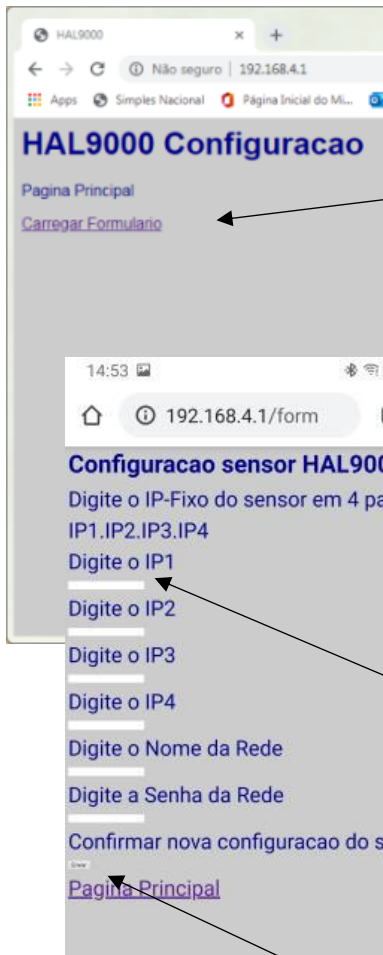 HAL9000
Não seguro | 192.168.4.1
Apps Simples Nacional Página Inicial do Mi...
HAL9000 Configuracao
Pagina Principal
Carregar Formulario
14:53
192.168.4.1/form
Configuracao sensor HAL900
Digite o IP-Fixo do sensor em 4 pa
IP1.IP2.IP3.IP4
Digite o IP1
Digite o IP2
Digite o IP3
Digite o IP4
Digite o Nome da Rede
Digite a Senha da Rede
Confirmar nova configuracao do s
Pagina Principal